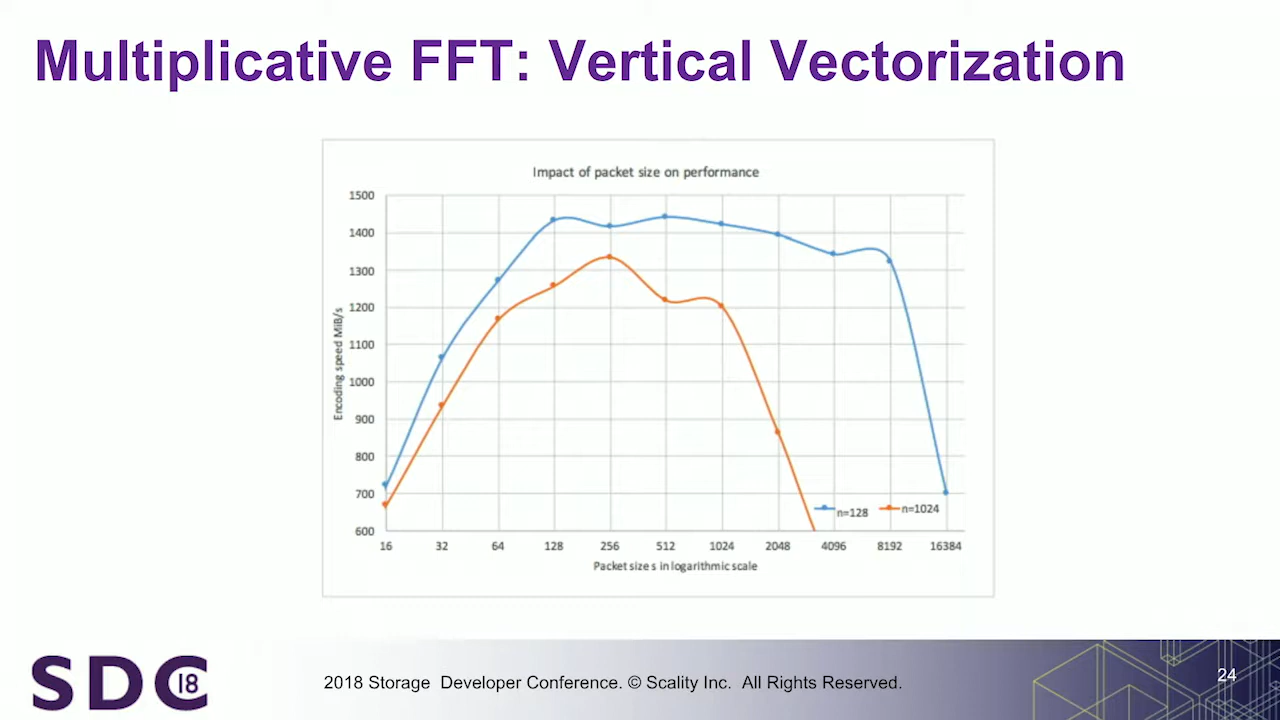 Multiplicative FFT: Vertical Vectorization
Impact of packet size on performance
Encoding speed MiB/s
1500
1400
1300
1200
1100
1000
900
800
700
600
16 32 64 128 256 512 1024 2048 4096 8192 16384
Packet size s in logarithmic scale
n=128 n=1024
SDC 18
2018 Storage Developer Conference. © Scality Inc. All Rights Reserved.
24